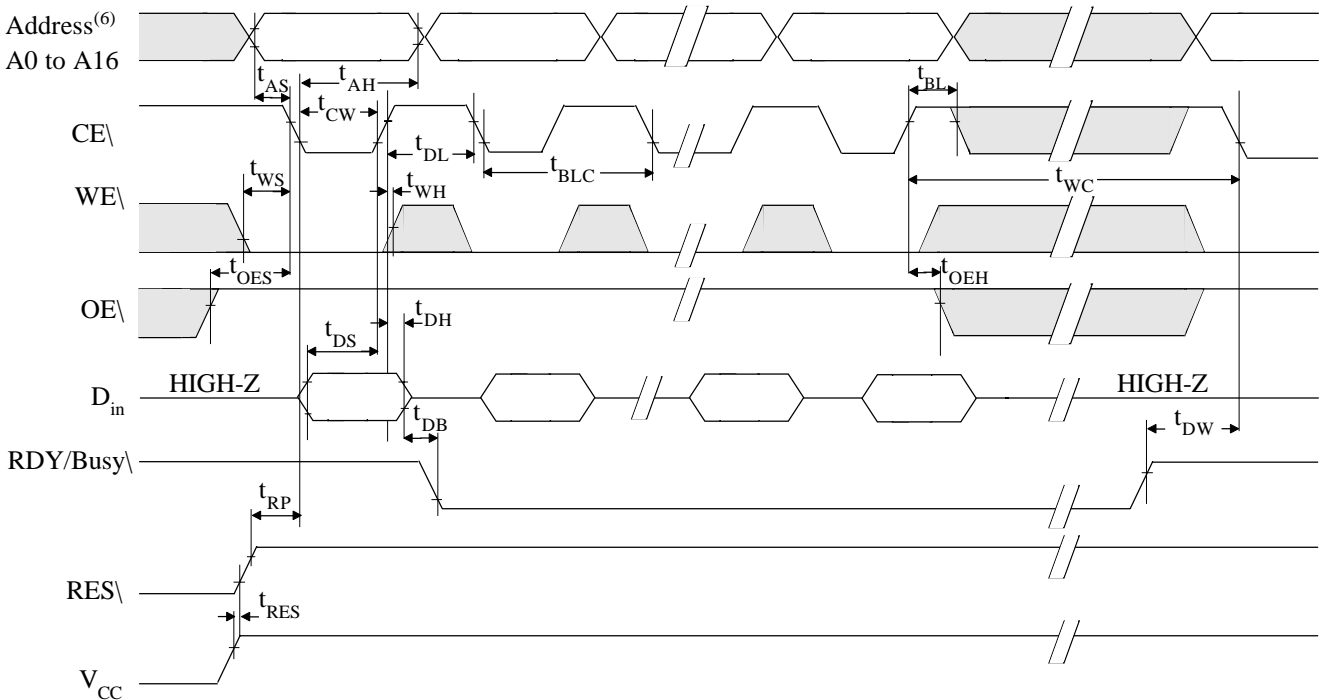 Address(6)
A0 to A16
tAS
tAH
tBL
tCW
CE\
tDL
tBLC
tWS
tWC
tWH
WE\
tOES
tOEH
OE\
tDH
tDS
HIGH-Z
HIGH-Z
Din
tDB
tDW
RDY/Busy\
tRP
RES\
tRES
VCC